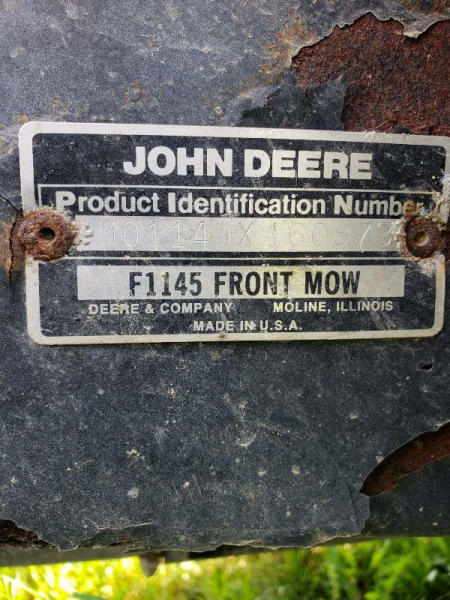 JOHN DEERE
Product Identification Number
F1145 FRONT MOW
DEERE & COMPANY MOLINE, ILLINOIS
MADE IN U.S.A.